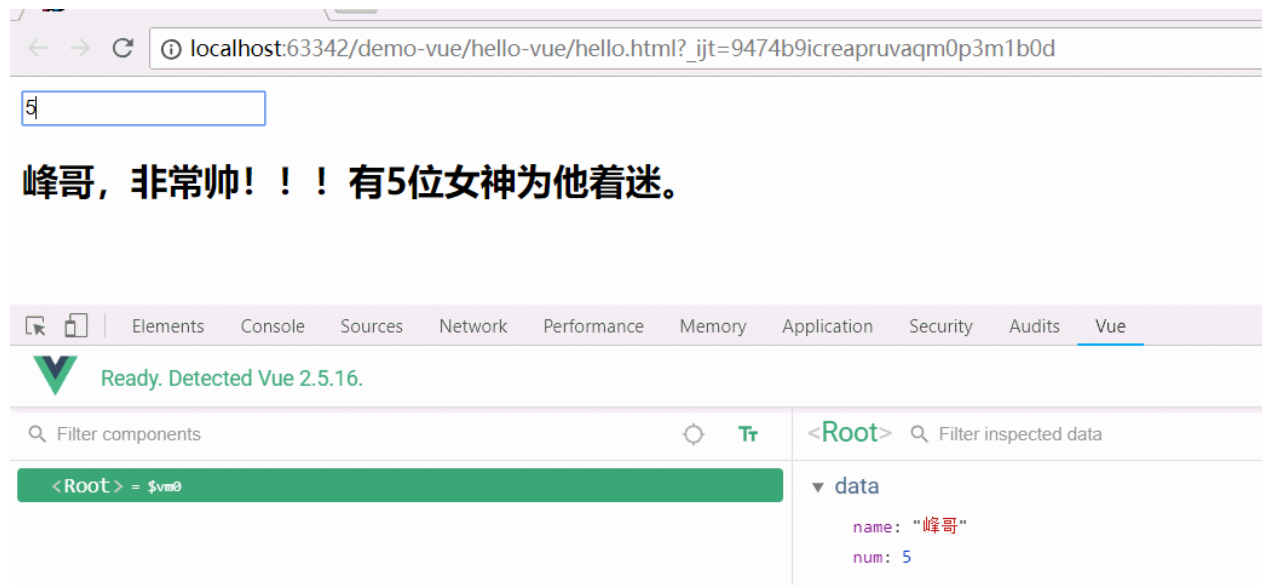 localhost:63342/demo-vue/hello-vue/hello.html?_ijt=9474b9icreapruvaqm0p3m1b0d
5
峰哥，非常帅！！！有5位女神为他着迷。
Elements Console Sources Network Performance Memory Application Security Audits Vue
Ready. Detected Vue 2.5.16.
Filter components Tт <Root> Filter inspected data
<Root> = $vm0 ▼ data
name: "峰哥"
num: 5